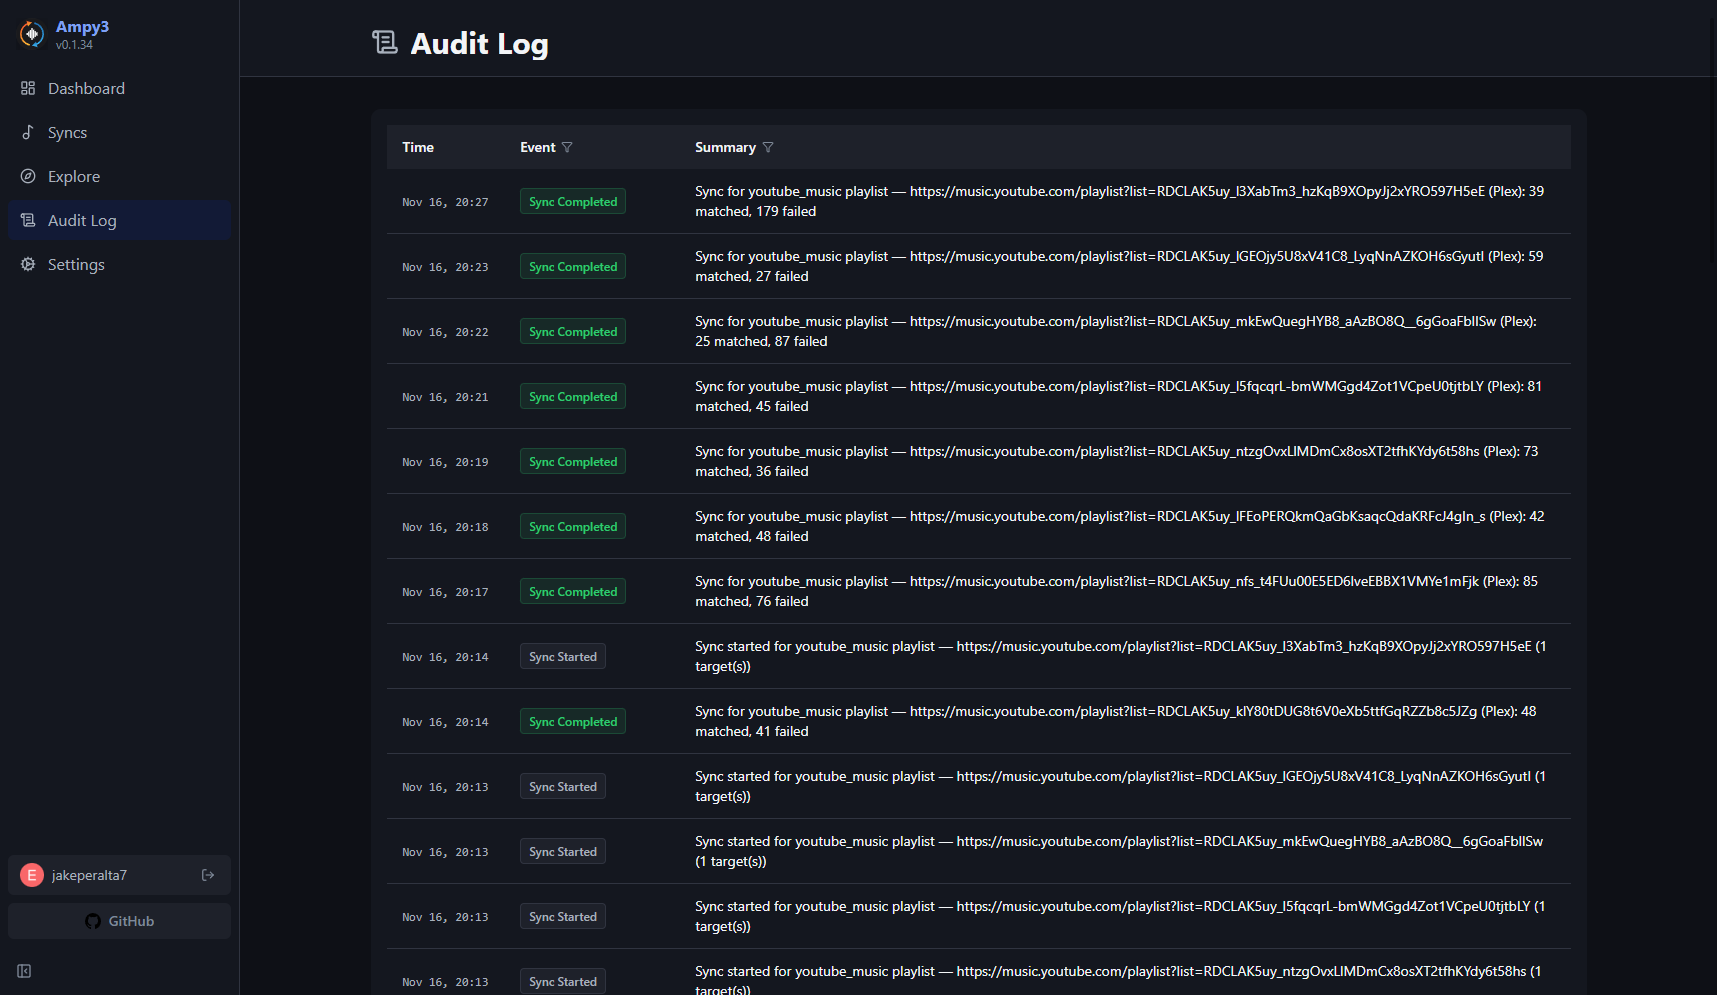 Ampy3
v0.1.34
Dashboard
Syncs
Explore
Audit Log
Settings
E jakeperalta7
GitHub
Audit Log
Time Event Summary
Nov 16, 20:27 Sync Completed Sync for youtube_music playlist — https://music.youtube.com/playlist?list=RDCLAK5uy_l3XabTm3_hzKqB9XOpyJj2xYRO597H5eE (Plex): 39
matched, 179 failed
Nov 16, 20:23 Sync Completed Sync for youtube_music playlist — https://music.youtube.com/playlist?list=RDCLAK5uy_lGEOjy5U8xV41C8_LyqNnAZKOH6sGyutI (Plex): 59
matched, 27 failed
Nov 16, 20:22 Sync Completed Sync for youtube_music playlist — https://music.youtube.com/playlist?list=RDCLAK5uy_mkEwQuegHYB8_aAzBO8Q__6gGoaFbIISw (Plex):
25 matched, 87 failed
Nov 16, 20:21 Sync Completed Sync for youtube_music playlist — https://music.youtube.com/playlist?list=RDCLAK5uy_l5fqcqrL-bmWMGgd4Zot1VCpeU0tjtbLY (Plex): 81
matched, 45 failed
Nov 16, 20:19 Sync Completed Sync for youtube_music playlist — https://music.youtube.com/playlist?list=RDCLAK5uy_ntzgOvxLlMDmCx8osXT2tfhKYdy6t58hs (Plex): 73
matched, 36 failed
Nov 16, 20:18 Sync Completed Sync for youtube_music playlist — https://music.youtube.com/playlist?list=RDCLAK5uy_lFEoPERQkmQaGbKsaqcQdaKRFcJ4gIn_s (Plex): 42
matched, 48 failed
Nov 16, 20:17 Sync Completed Sync for youtube_music playlist — https://music.youtube.com/playlist?list=RDCLAK5uy_nfs_t4FUu00E5ED6lveEBBX1VMYe1mFjk (Plex): 85
matched, 76 failed
Nov 16, 20:14 Sync Started Sync started for youtube_music playlist — https://music.youtube.com/playlist?list=RDCLAK5uy_l3XabTm3_hzKqB9XOpyJj2xYRO597H5eE (1
target(s))
Nov 16, 20:14 Sync Completed Sync for youtube_music playlist — https://music.youtube.com/playlist?list=RDCLAK5uy_klY80tDUG8t6V0eXb5ttfGqRZZb8c5JZg (Plex): 48
matched, 41 failed
Nov 16, 20:13 Sync Started Sync started for youtube_music playlist — https://music.youtube.com/playlist?list=RDCLAK5uy_lGEOjy5U8xV41C8_LyqNnAZKOH6sGyutI (1
target(s))
Nov 16, 20:13 Sync Started Sync started for youtube_music playlist — https://music.youtube.com/playlist?list=RDCLAK5uy_mkEwQuegHYB8_aAzBO8Q__6gGoaFbIISw
(1 target(s))
Nov 16, 20:13 Sync Started Sync started for youtube_music playlist — https://music.youtube.com/playlist?list=RDCLAK5uy_l5fqcqrL-bmWMGgd4Zot1VCpeU0tjtbLY (1
target(s))
Nov 16, 20:13 Sync Started Sync started for youtube_music playlist — https://music.youtube.com/playlist?list=RDCLAK5uy_ntzgOvxLlMDmCx8osXT2tfhKYdy6t58hs (1
target(s))